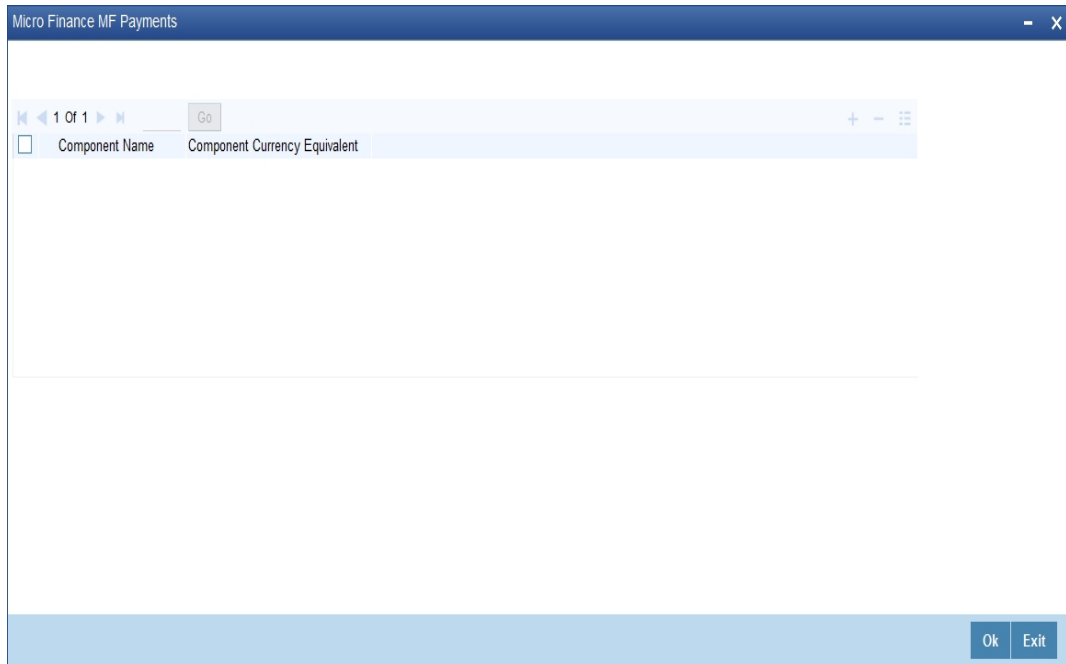 Micro Finance MF Payments
1 Of 1 Go
Component Name Component Currency Equivalent
Ok Exit